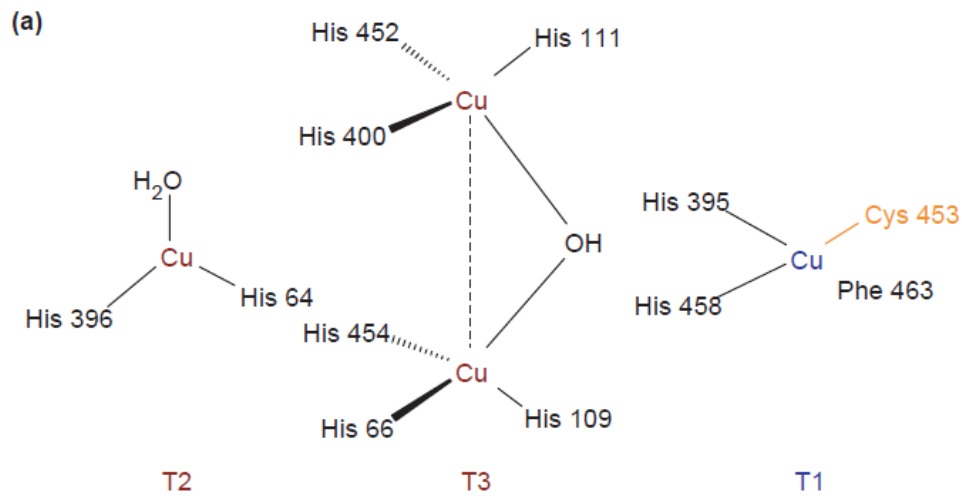 (a)
His 452
His 111
Cu
His 400
H₂O
His 395
Cys 453
OH
Cu
Cu
His 64
His 458
Phe 463
His 396
His 454
Cu
His 66
His 109
T2
T3
T1